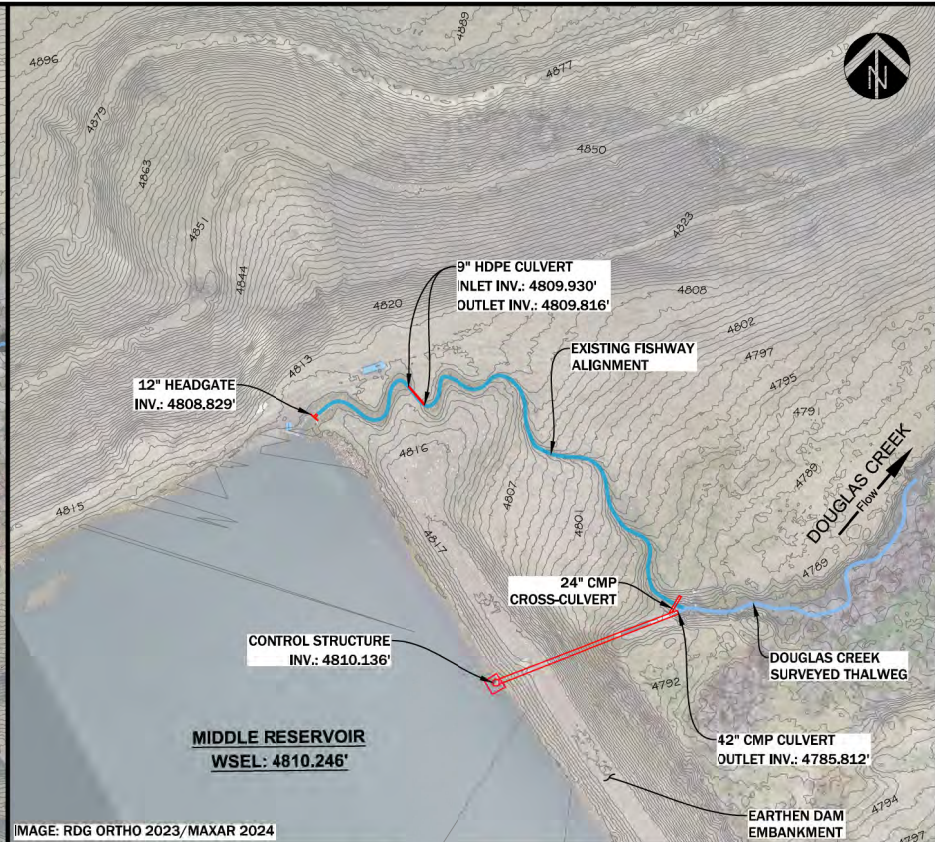 4889
4896
4877
N
4879
4850
4863
4851
4823
4844
9" HDPE CULVERT
INLET INV.: 4809.930'
OUTLET INV.: 4809.816'
4808
4820
4802
EXISTING FISHWAY
ALIGNMENT
4797
4813
4795
12" HEADGATE
INV.: 4808.829'
4791
4816
DOUGLAS CREEK
Flow
4789
4807
4801
4815
4817
4789
24" CMP
CROSS-CULVERT
CONTROL STRUCTURE
INV.: 4810.136'
DOUGLAS CREEK
SURVEYED THALWEG
4792
MIDDLE RESERVOIR
WSEL: 4810.246'
42" CMP CULVERT
OUTLET INV.: 4785.812'
4794
EARTHEN DAM
EMBANKMENT
4797
IMAGE: RDG ORTHO 2023/MAXAR 2024